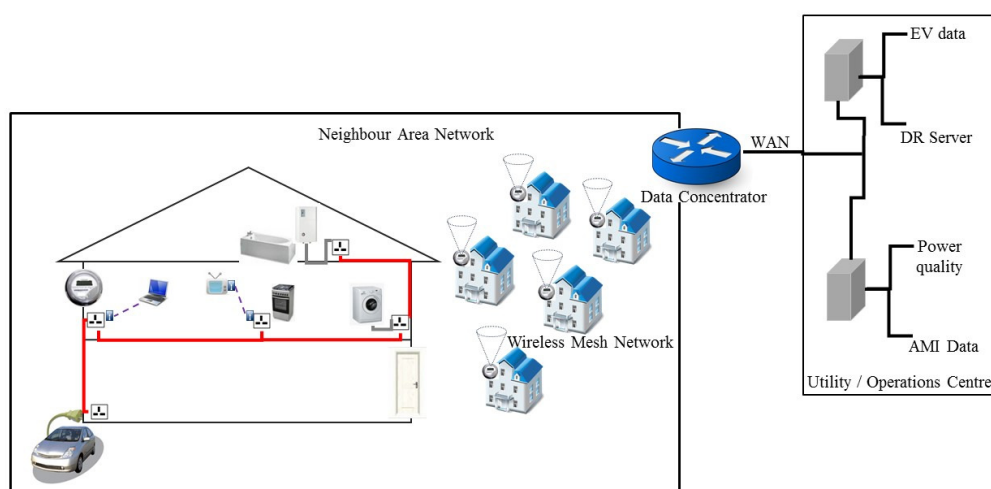 EV data
Neighbour Area Network
WAN
DR Server
Data Concentrator
Power
quality
Wireless Mesh Network
AMI Data
Utility / Operations Centre